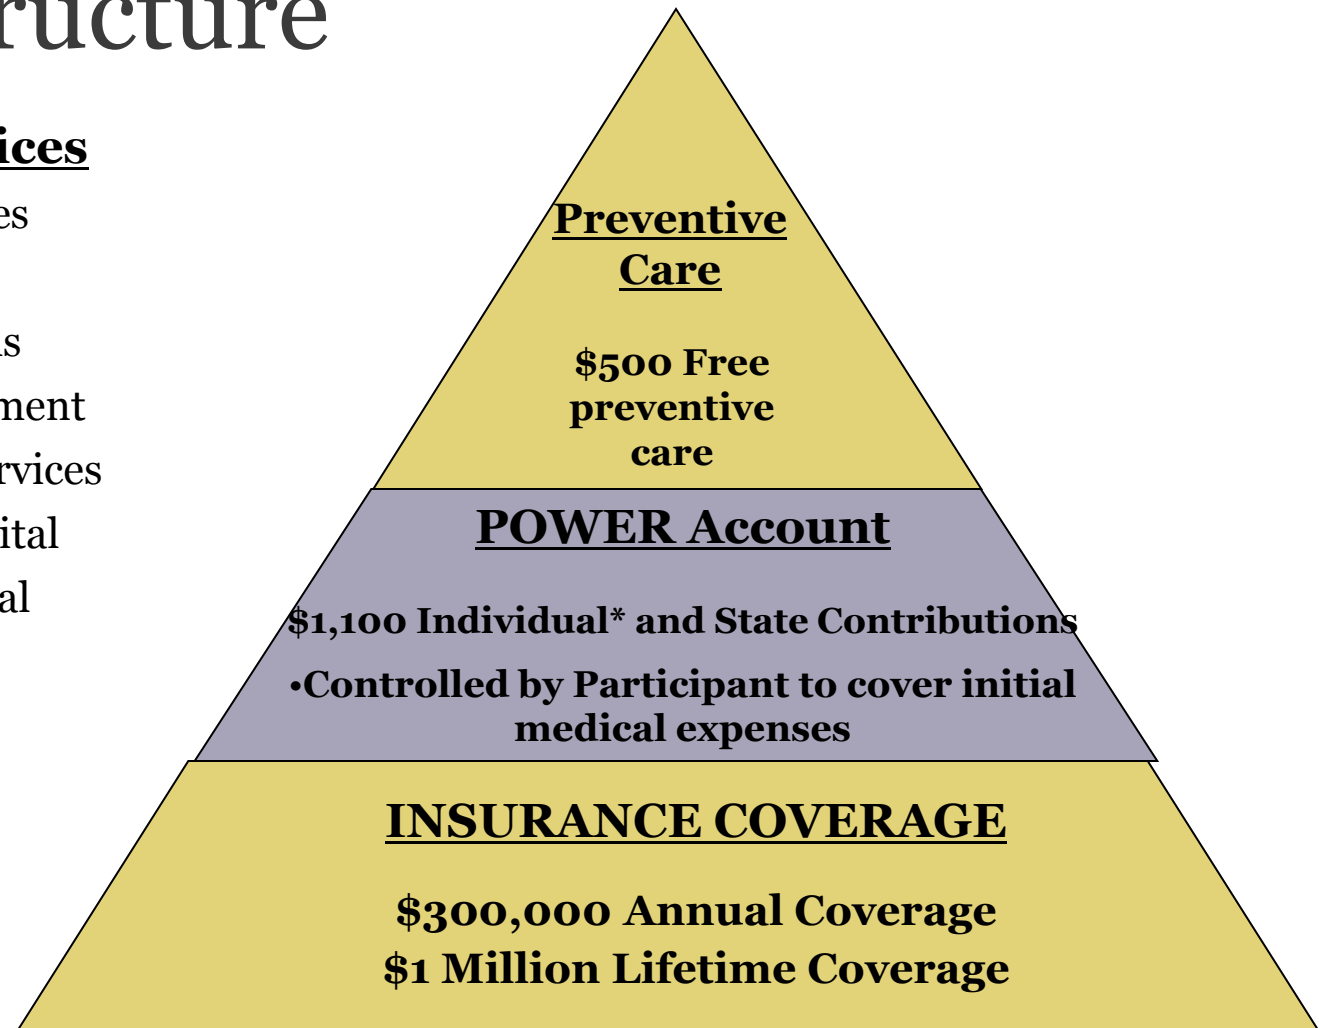 ructure
ices
es
ns
ment
rvices
ital
al
Preventive
Care
$500 Free
preventive
care
POWER Account
$1,100 Individual* and State Contributions
•Controlled by Participant to cover initial
medical expenses
INSURANCE COVERAGE
$300,000 Annual Coverage
$1 Million Lifetime Coverage